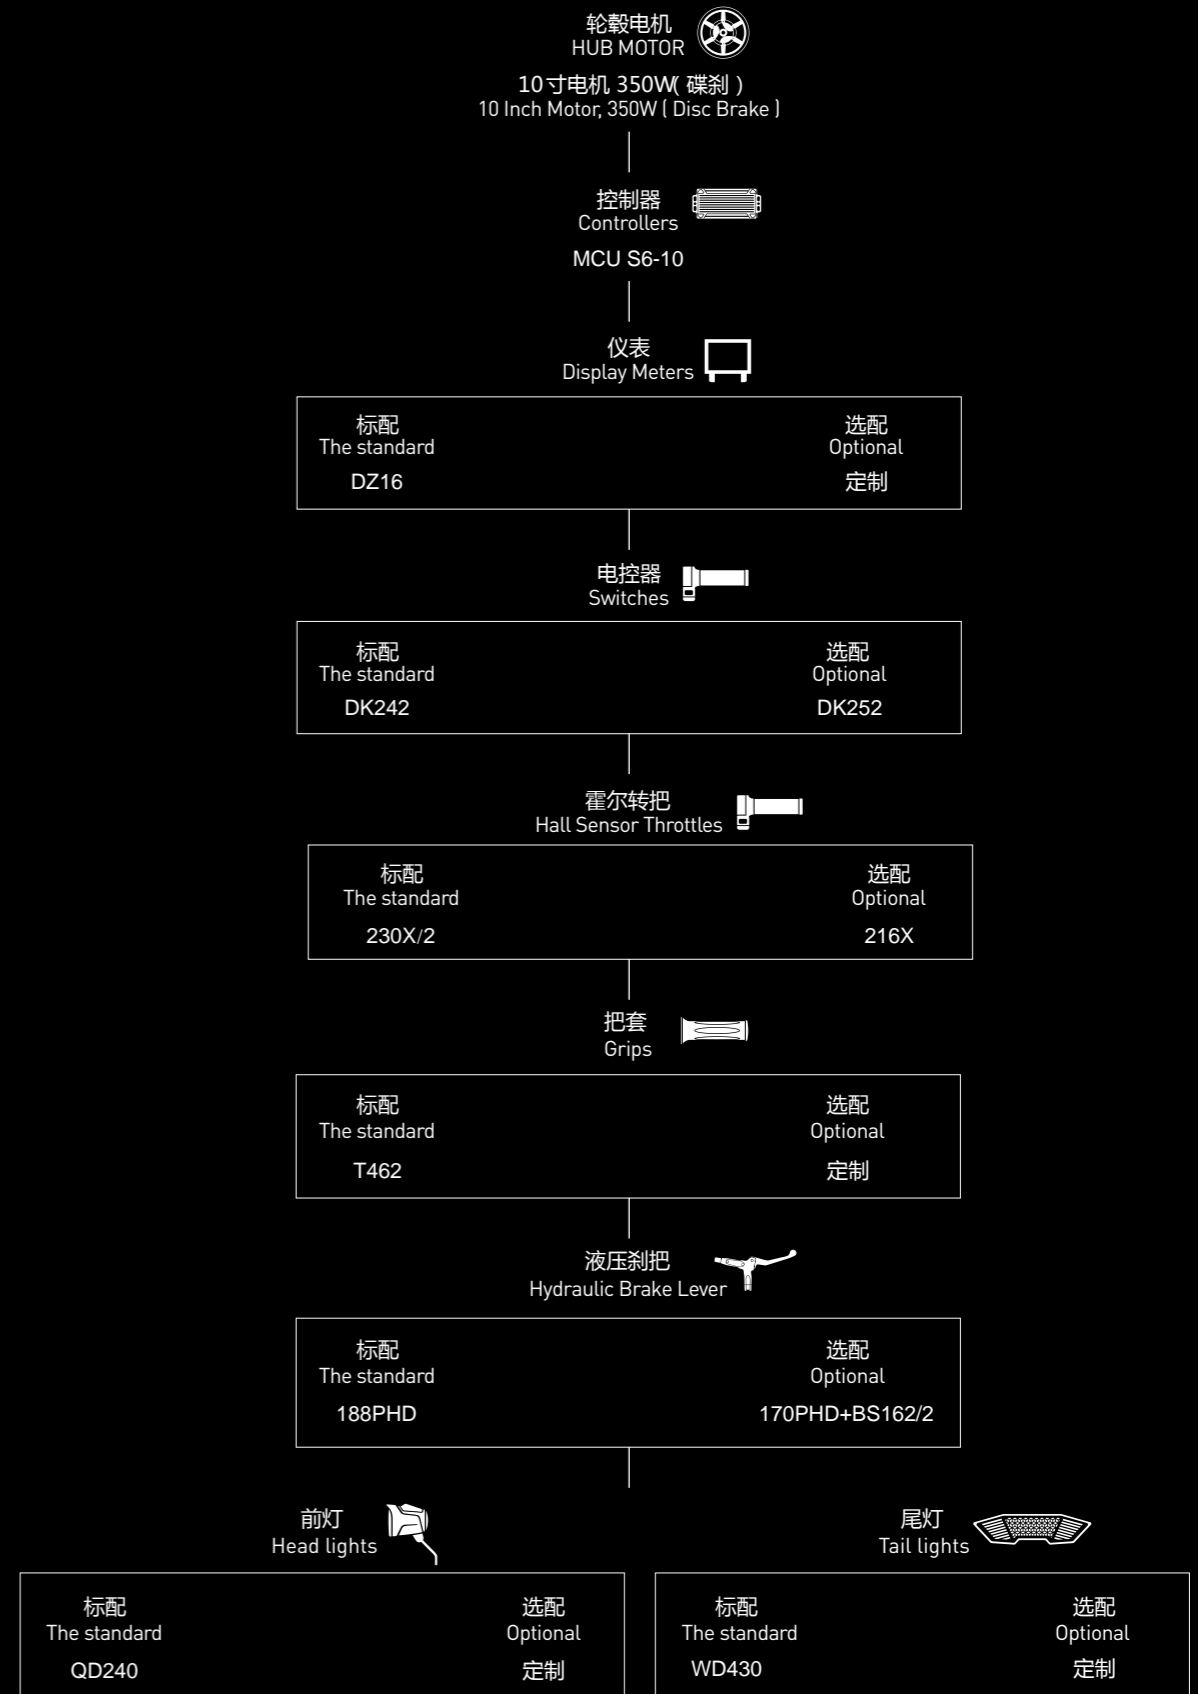 轮毂电机
HUB MOTOR
10寸电机 350W( 碟刹 )
10 Inch Motor, 350W ( Disc Brake )
控制器
Controllers
MCU S6-10
仪表
Display Meters
标配
The standard
DZ16
选配
Optional
定制
电控器
Switches
标配
The standard
DK242
选配
Optional
DK252
霍尔转把
Hall Sensor Throttles
标配
The standard
230X/2
选配
Optional
216X
把套
Grips
标配
The standard
T462
选配
Optional
定制
液压刹把
Hydraulic Brake Lever
标配
The standard
188PHD
选配
Optional
170PHD+BS162/2
前灯
Head lights
标配
The standard
QD240
选配
Optional
定制
尾灯
Tail lights
标配
The standard
WD430
选配
Optional
定制